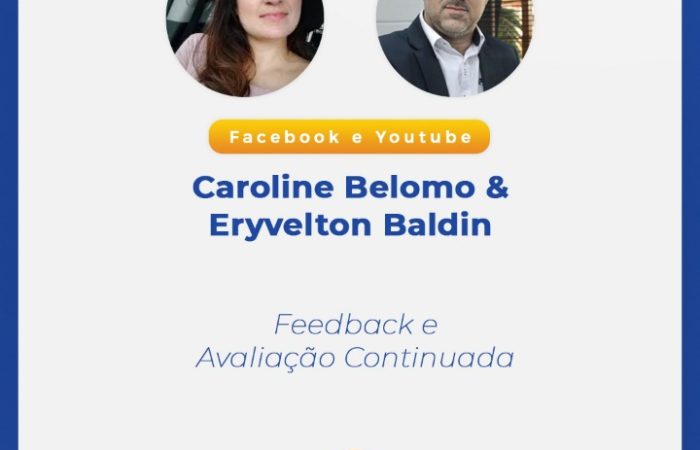 Facebook e Youtube
Caroline Belomo &
Eryvelton Baldin
Feedback e
Avaliação Continuada